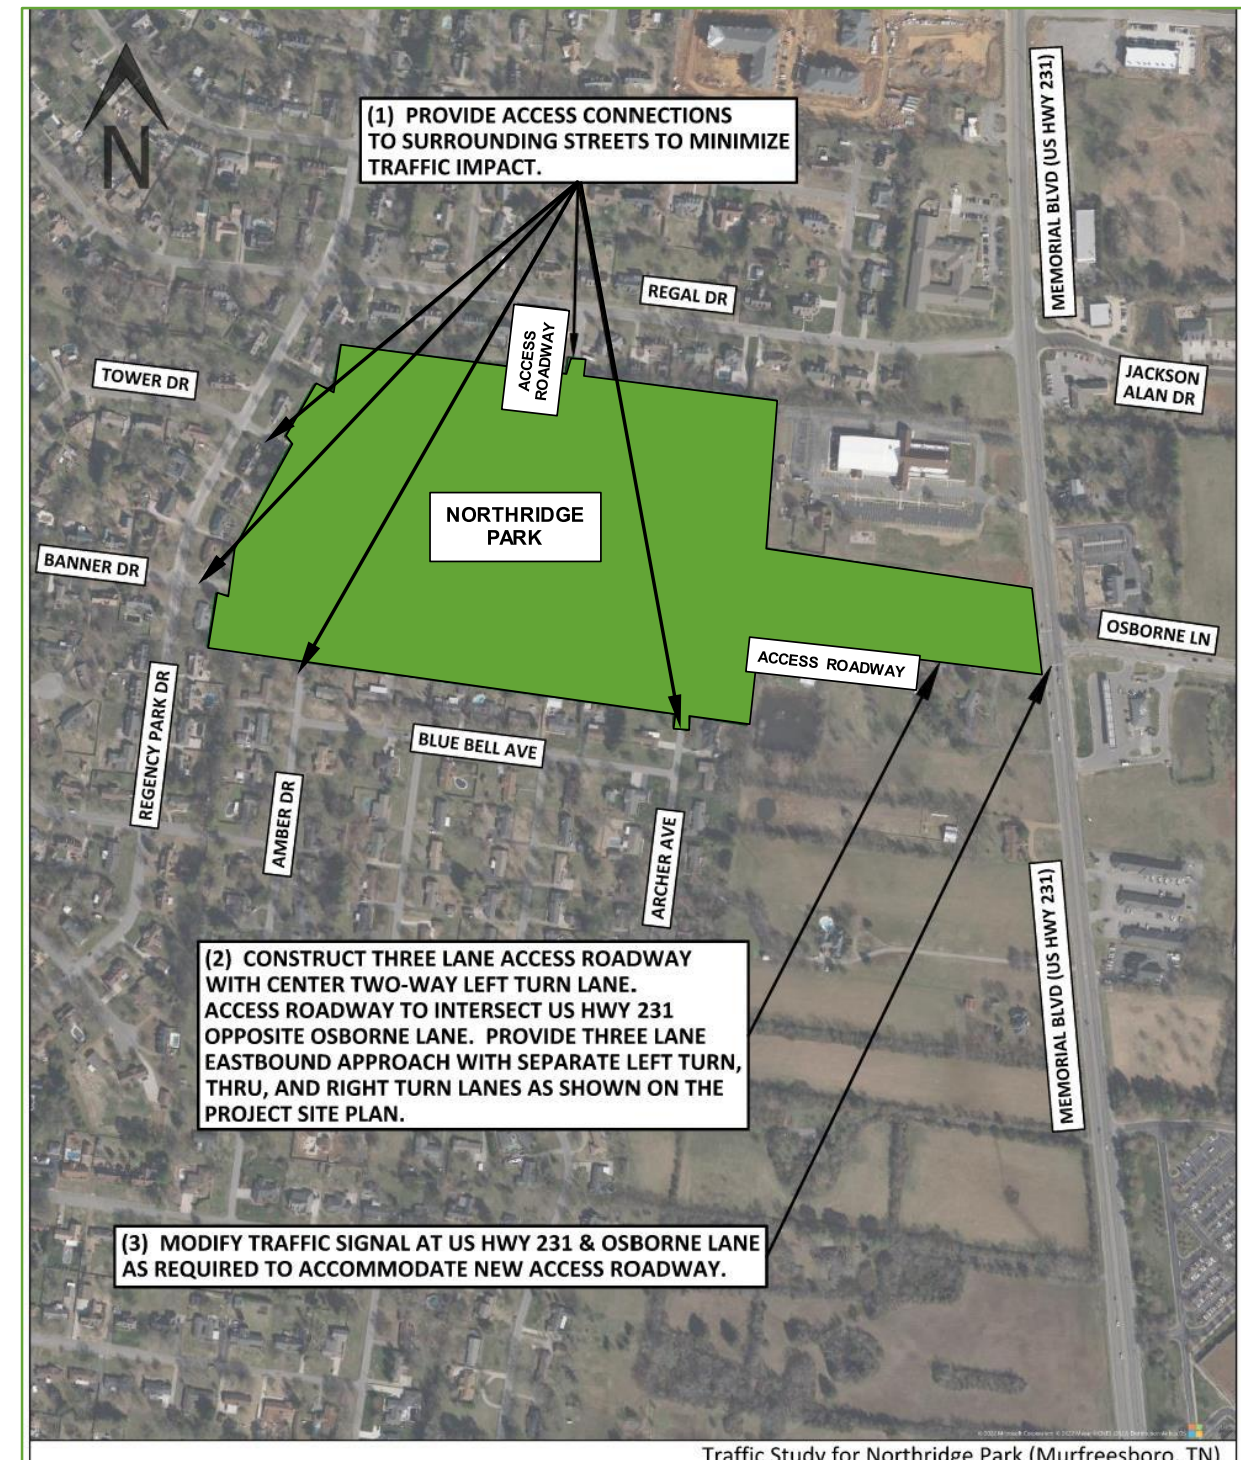 N
(1) PROVIDE ACCESS CONNECTIONS
TO SURROUNDING STREETS TO MINIMIZE
TRAFFIC IMPACT.
MEMORIAL BLVD (US HWY 231)
REGAL DR
ACCESS
ROADWAY
TOWER DR
JACKSON
ALAN DR
NORTHRIDGE
PARK
BANNER DR
OSBORNE LN
ACCESS ROADWAY
REGENCY PARK DR
BLUE BELL AVE
AMBER DR
ARCHER AVE
MEMORIAL BLVD (US HWY 231)
(2) CONSTRUCT THREE LANE ACCESS ROADWAY
WITH CENTER TWO-WAY LEFT TURN LANE.
ACCESS ROADWAY TO INTERSECT US HWY 231
OPPOSITE OSBORNE LANE. PROVIDE THREE LANE
EASTBOUND APPROACH WITH SEPARATE LEFT TURN,
THRU, AND RIGHT TURN LANES AS SHOWN ON THE
PROJECT SITE PLAN.
(3) MODIFY TRAFFIC SIGNAL AT US HWY 231 & OSBORNE LANE
AS REQUIRED TO ACCOMMODATE NEW ACCESS ROADWAY.
Traffic Study for Northridge Park (Murfreesboro, TN)